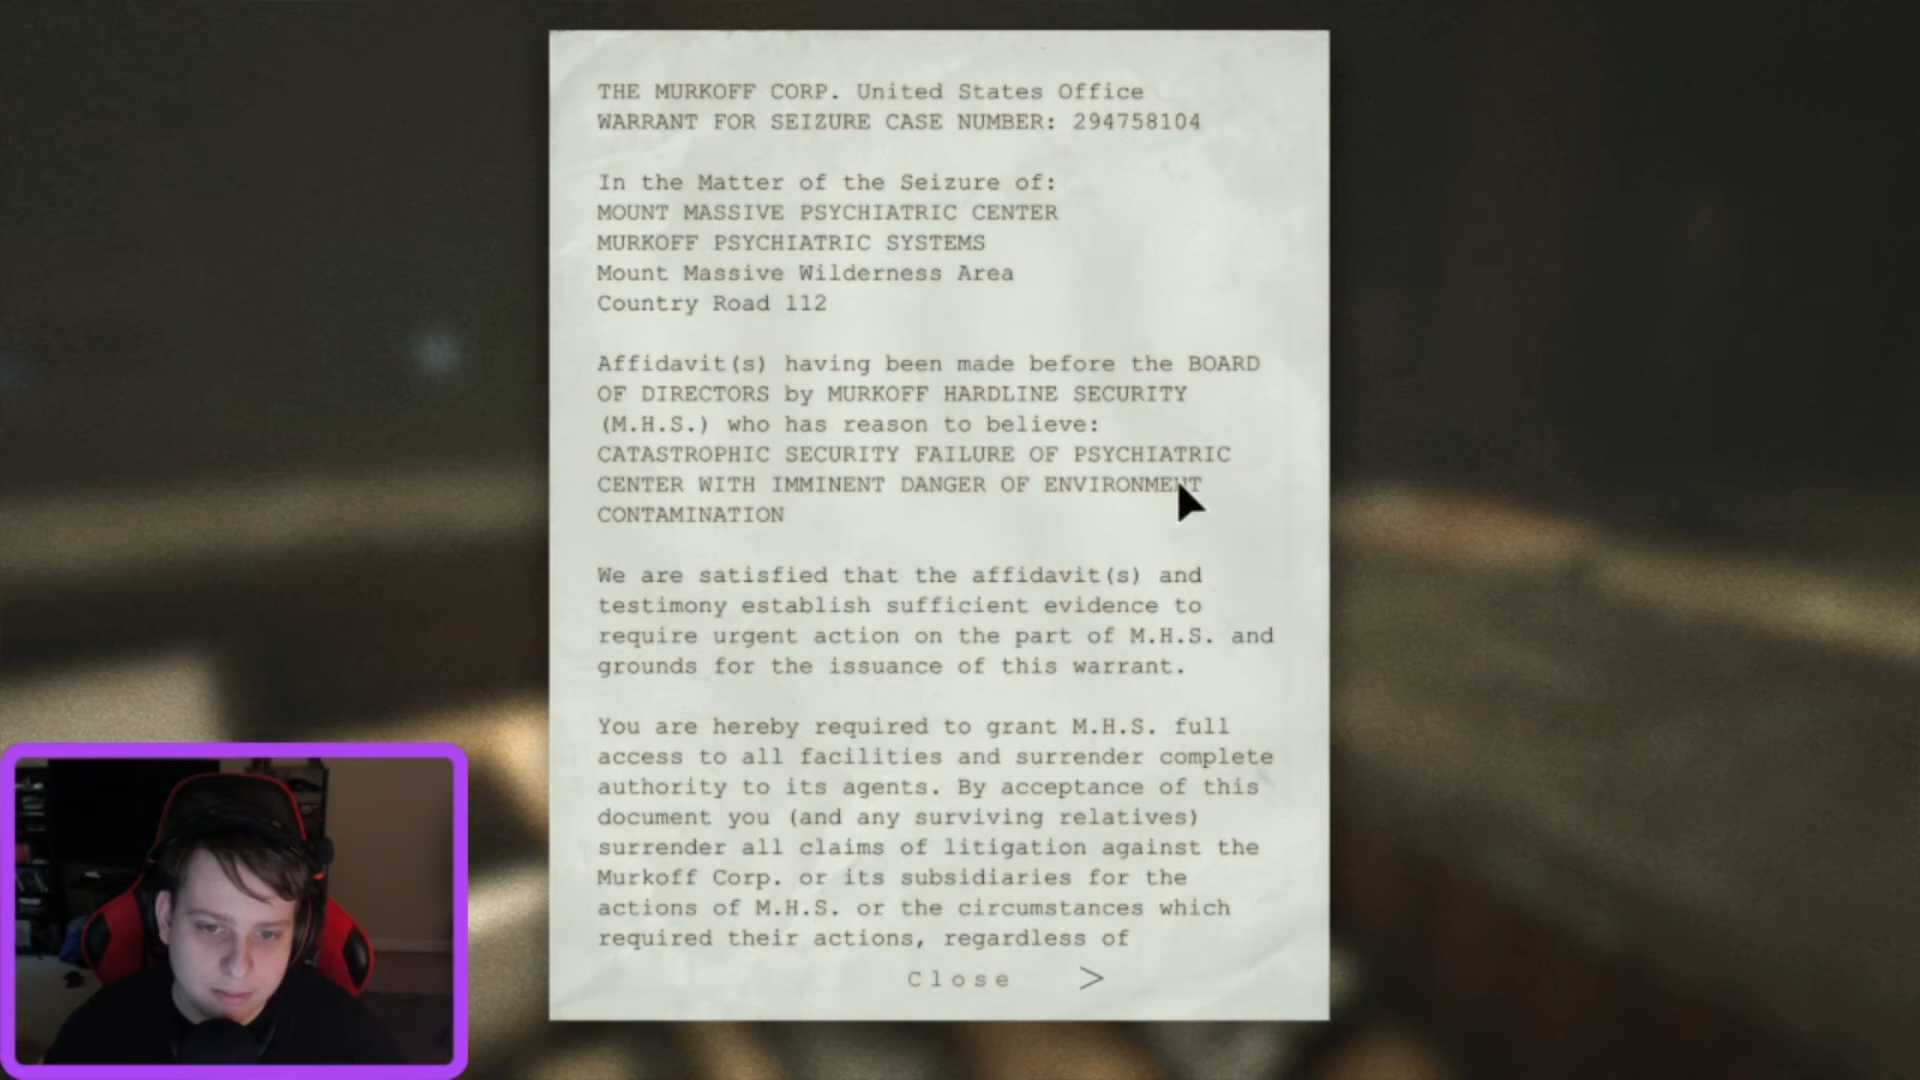 THE MURKOFF CORP. United States Office
WARRANT FOR SEIZURE CASE NUMBER: 294758104
In the Matter of the Seizure of:
MOUNT MASSIVE PSYCHIATRIC CENTER
MURKOFF PSYCHIATRIC SYSTEMS
Mount Massive Wilderness Area
Country Road 112
Affidavit(s) having been made before the BOARD
OF DIRECTORS by MURKOFF HARDLINE SECURITY
(M.H.S.) who has reason to believe:
CATASTROPHIC SECURITY FAILURE OF PSYCHIATRIC
CENTER WITH IMMINENT DANGER OF ENVIRONMENT
CONTAMINATION
We are satisfied that the affidavit(s) and
testimony establish sufficient evidence to
require urgent action on the part of M.H.S. and
grounds for the issuance of this warrant.
You are hereby required to grant M.H.S. full
access to all facilities and surrender complete
authority to its agents. By acceptance of this
document you (and any surviving relatives)
surrender all claims of litigation against the
Murkoff Corp. or its subsidiaries for the
actions of M.H.S. or the circumstances which
required their actions, regardless of
Close >